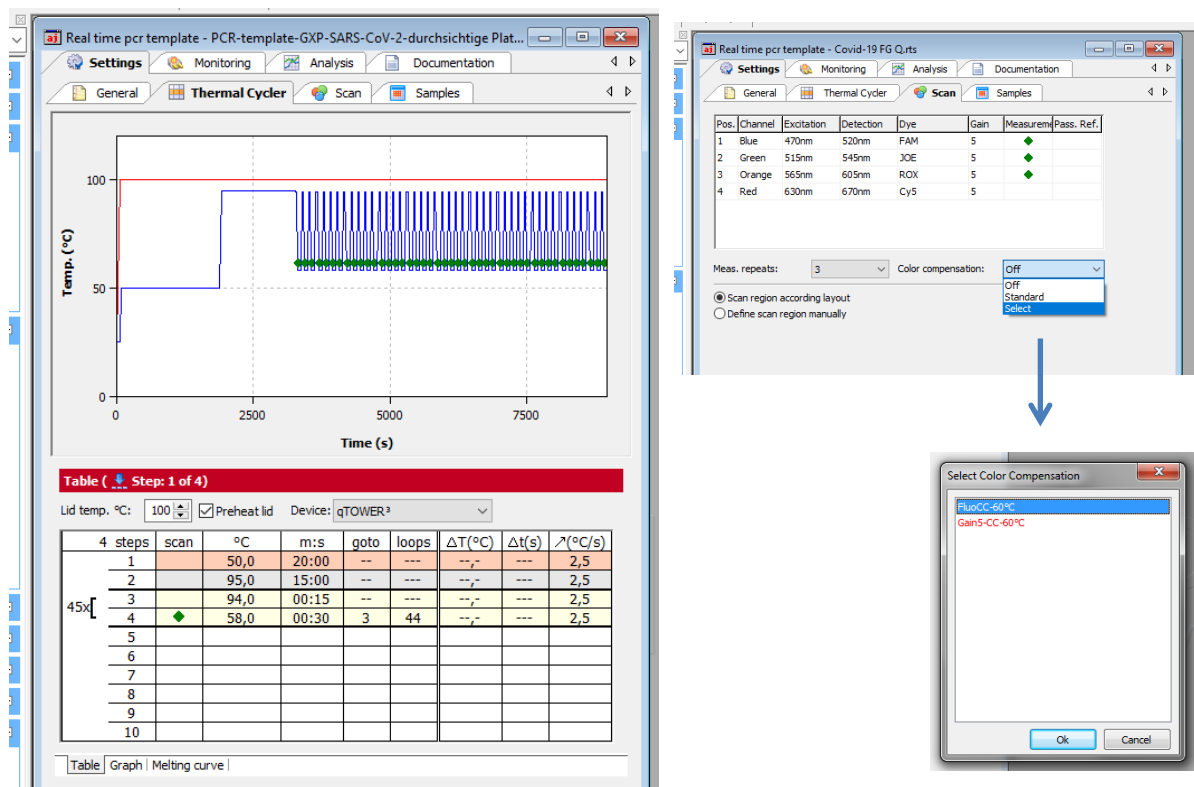 Real time pcr template - PCR-template-GXP-SARS-CoV-2-durchsichtige Plat...
Settings Monitoring Analysis Documentation
General Thermal Cycler Scan Samples
100
50
0
Temp. (°C)
0 2500 5000 7500
Time (s)
Table ( Step: 1 of 4)
Lid temp. °C: 100 Preheat lid Device: qTOWER³
4 steps scan °C m:s goto loops △T(°C) △t(s) ↗(°C/s)
1 50,0 20:00 -- --- --,- --- 2,5
2 95,0 15:00 -- --- --,- --- 2,5
45x[
3 94,0 00:15 -- --- --,- --- 2,5
4 58,0 00:30 3 44 --,- --- 2,5
5
6
7
8
9
10
Table Graph Melting curve
Real time pcr template - Covid-19 FG Q.rts
Settings Monitoring Analysis Documentation
General Thermal Cycler Scan Samples
Pos. Channel Excitation Detection Dye Gain Measureme Pass. Ref.
1 Blue 470nm 520nm FAM 5
2 Green 515nm 545nm JOE 5
3 Orange 565nm 605nm ROX 5
4 Red 630nm 670nm Cy5 5
Meas. repeats: 3 Color compensation: Off
Off
Standard
Select
Scan region according layout
Define scan region manually
Select Color Compensation
FluoCC-60°C
Gain5-CC-60°C
Ok Cancel